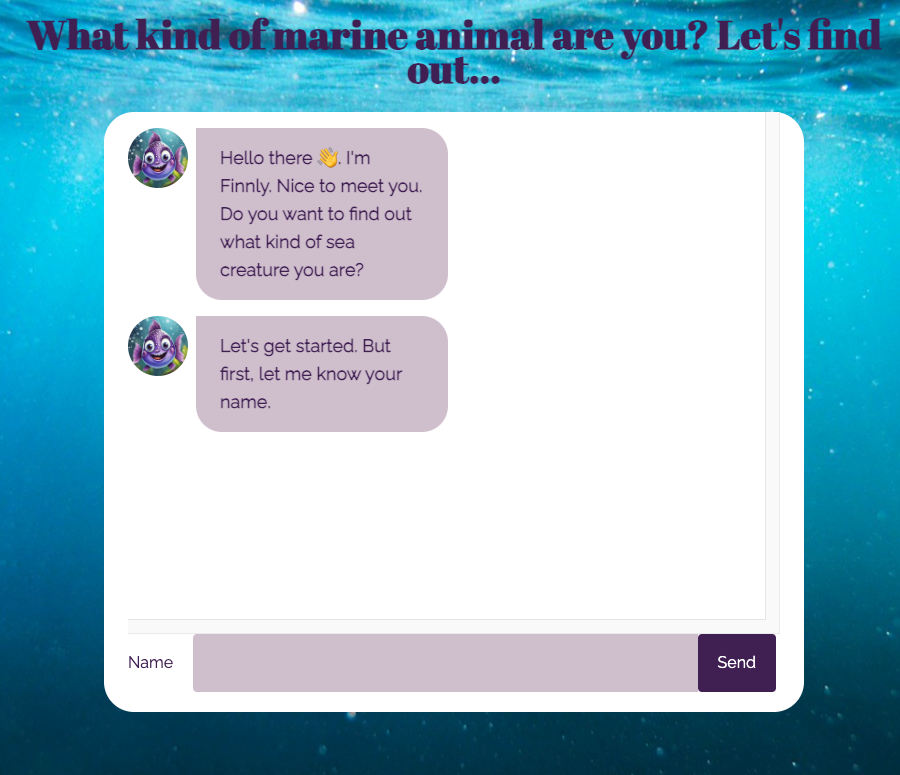 What kind of marine animal are you? Let's find
out...
Hello there 👋. I'm
Finnly. Nice to meet you.
Do you want to find out
what kind of sea
creature you are?
Let's get started. But
first, let me know your
name.
Name
Send